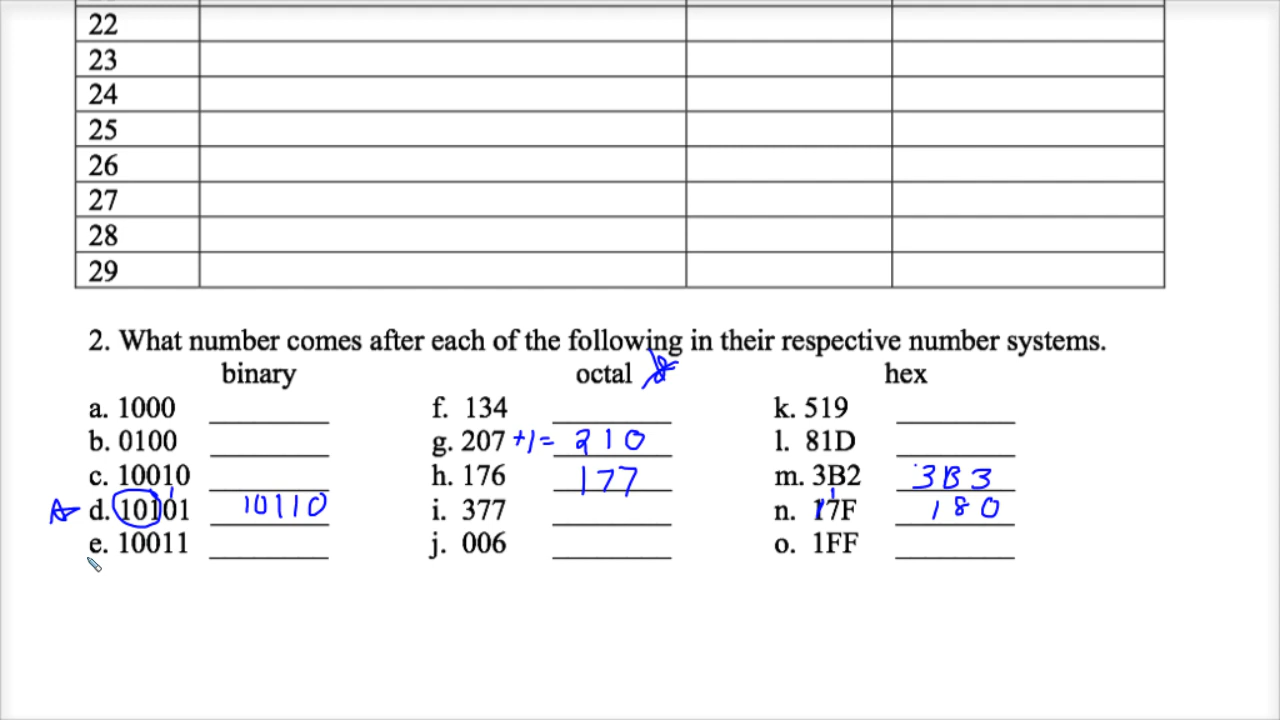 22
23
24
25
26
27
28
29
2. What number comes after each of the following in their respective number systems.
binary octal hex
a. 1000 f. 134 k. 519
b. 0100 g. 207 +1= 210 l. 81D
c. 10010 h. 176 177 m. 3B2 3B3
d. 10101 10110 i. 377 n. 17F 180
e. 10011 j. 006 o. 1FF